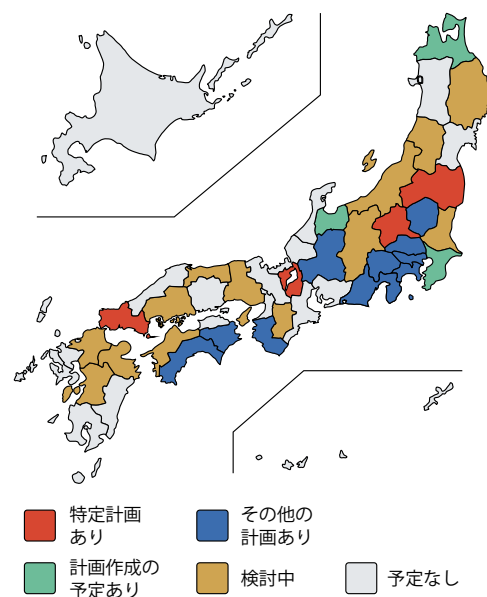 特定計画
あり
その他の
計画あり
計画作成の
予定あり
検討中
予定なし